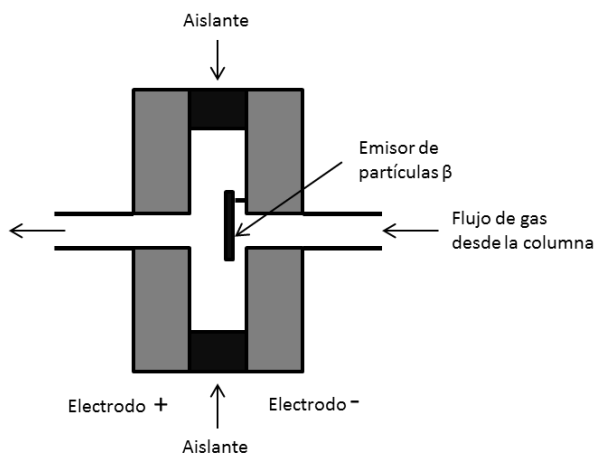 Aislante
Emisor de
partículas β
Flujo de gas
desde la columna
Electrodo +
Electrodo -
Aislante